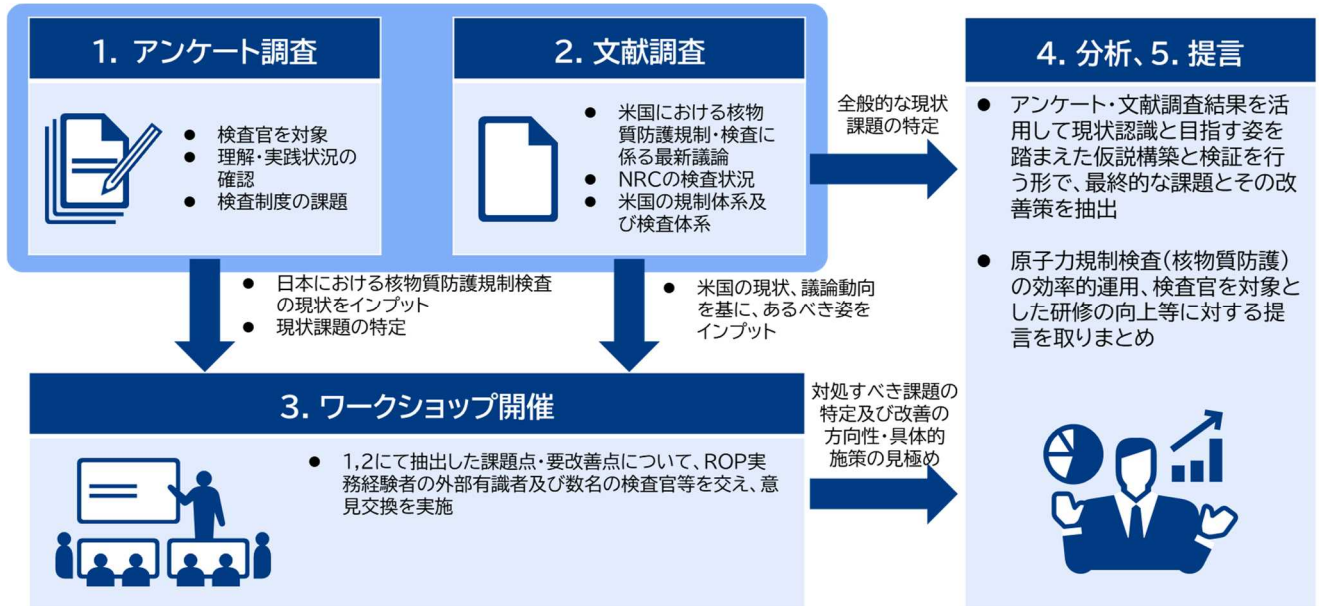 1. アンケート調査
● 検査官を対象
● 理解・実践状況の
確認
● 検査制度の課題
2. 文献調査
● 米国における核物
質防護規制・検査に
係る最新議論
● NRCの検査状況
● 米国の規制体系及
び検査体系
全般的な現状
課題の特定
● 日本における核物質防護規制検査
の現状をインプット
● 現状課題の特定
● 米国の現状、議論動向
を基に、あるべき姿を
インプット
3. ワークショップ開催
● 1,2にて抽出した課題点・要改善点について、ROP実
務経験者の外部有識者及び数名の検査官等を交え、意
見交換を実施
対処すべき課題の
特定及び改善の
方向性・具体的
施策の見極め
4. 分析、5. 提言
● アンケート・文献調査結果を活
用して現状認識と目指す姿を
踏まえた仮説構築と検証を行
う形で、最終的な課題とその改
善策を抽出
● 原子力規制検査(核物質防護)
の効率的運用、検査官を対象と
した研修の向上等に対する提
言を取りまとめ